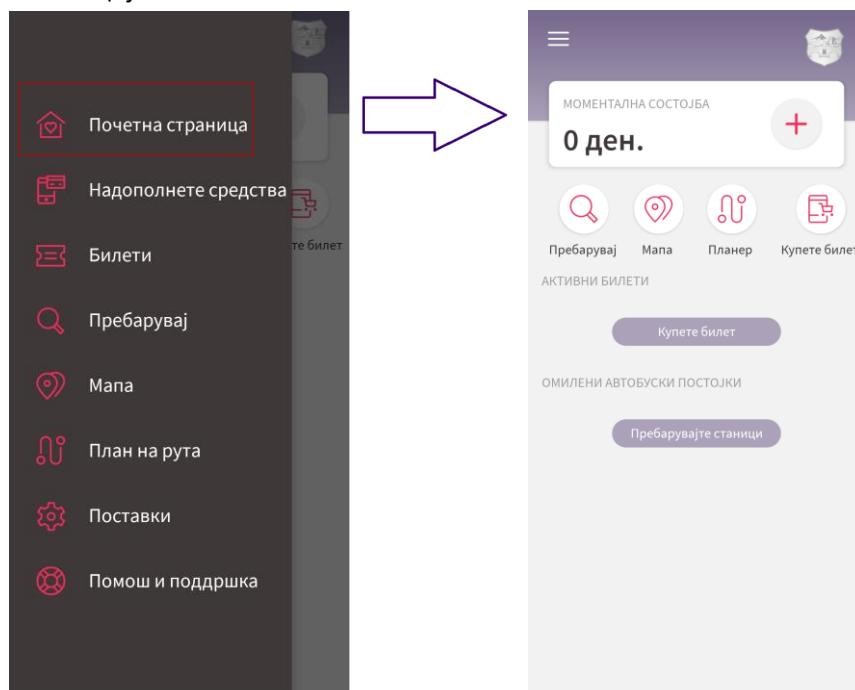 Почетна страница
Надополнете средства
Билети
Пребарувај
Мапа
План на рута
Поставки
Помош и поддршка
те билет
МОМЕНТАЛНА СОСТОЈБА
0 ден.
Пребарувај Мапа Планер Купете билет
АКТИВНИ БИЛЕТИ
Купете билет
ОМИЛЕНИ АВТОБУСКИ ПОСТОЈКИ
Пребарувајте станици